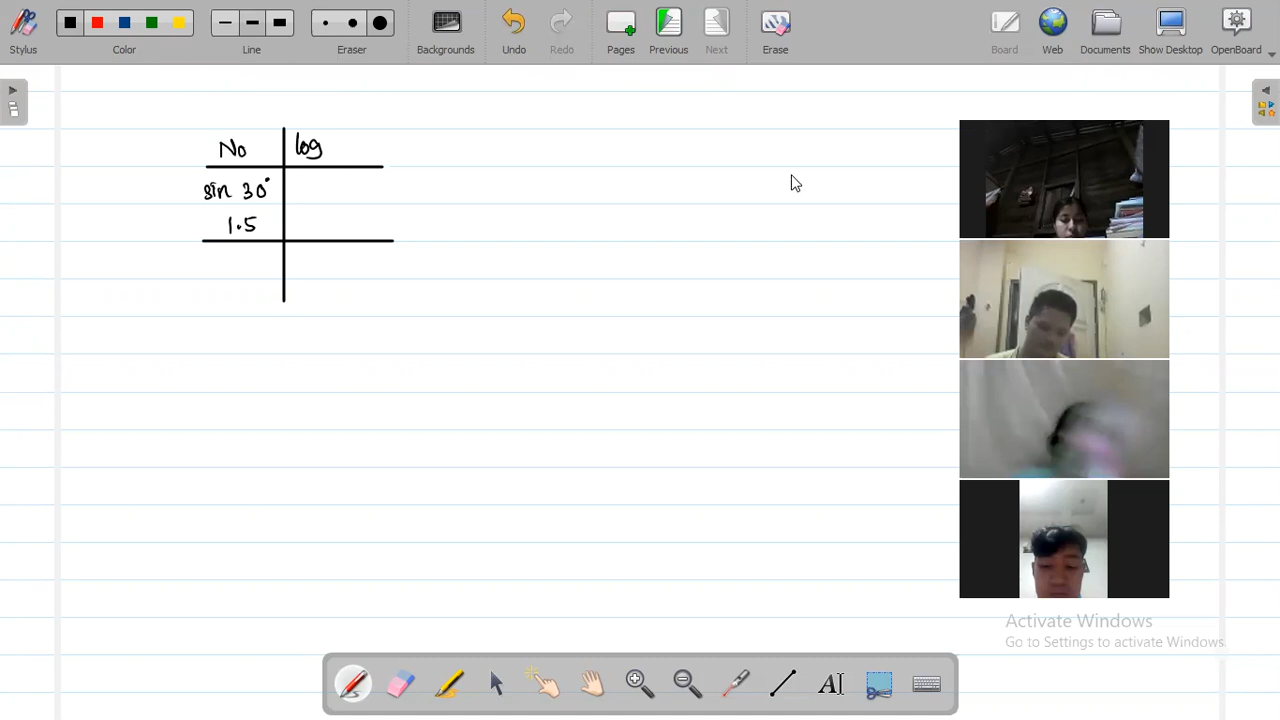 Stylus
Color
Line
Eraser
Backgrounds
Undo
Redo
Pages
Previous
Next
Erase
Board
Web
Documents
Show Desktop
OpenBoard
No log
sin 30°
1.5
Activate Windows
Go to Settings to activate Windows.
AI